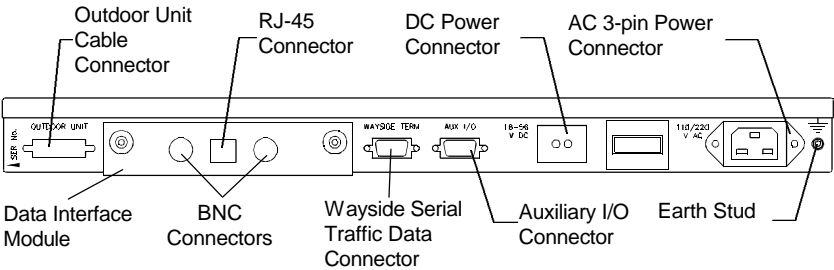 Outdoor Unit
Cable
Connector
RJ-45
Connector
DC Power
Connector
AC 3-pin Power
Connector
SER No.
OUTDOOR UNIT
WAYSIDE TERM
AUX I/O
18-56
V DC
110/220
V AC
Data Interface
Module
BNC
Connectors
Wayside Serial
Traffic Data
Connector
Auxiliary I/O
Connector
Earth Stud